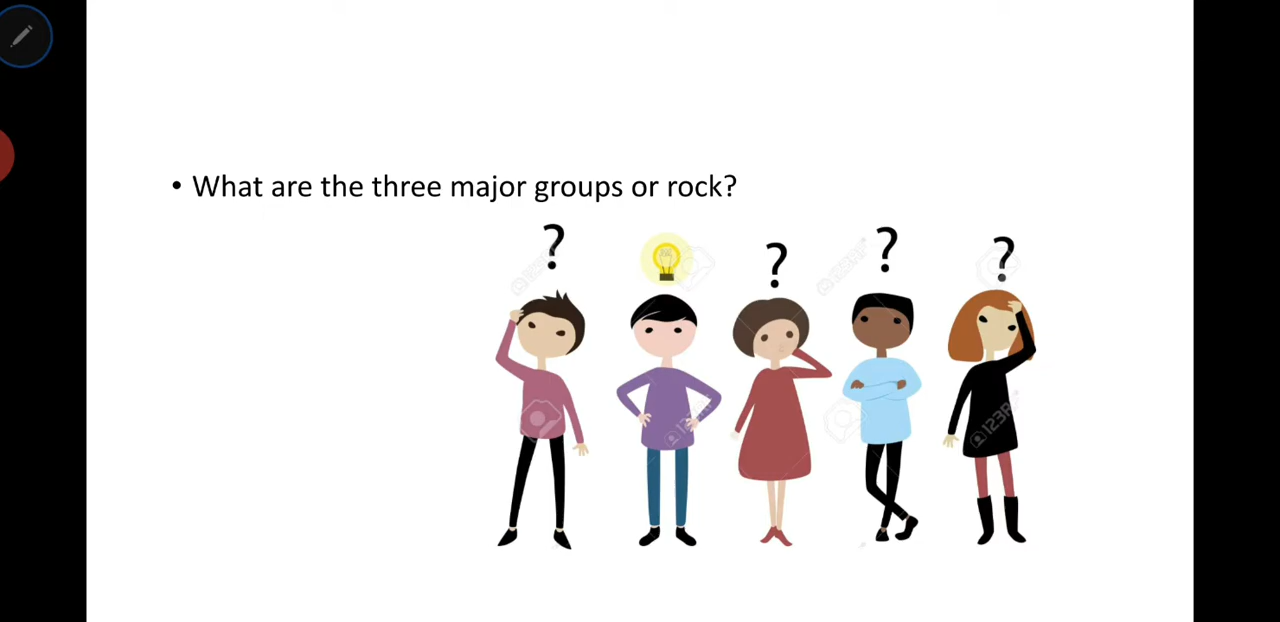 • What are the three major groups or rock?
? ? ? ?